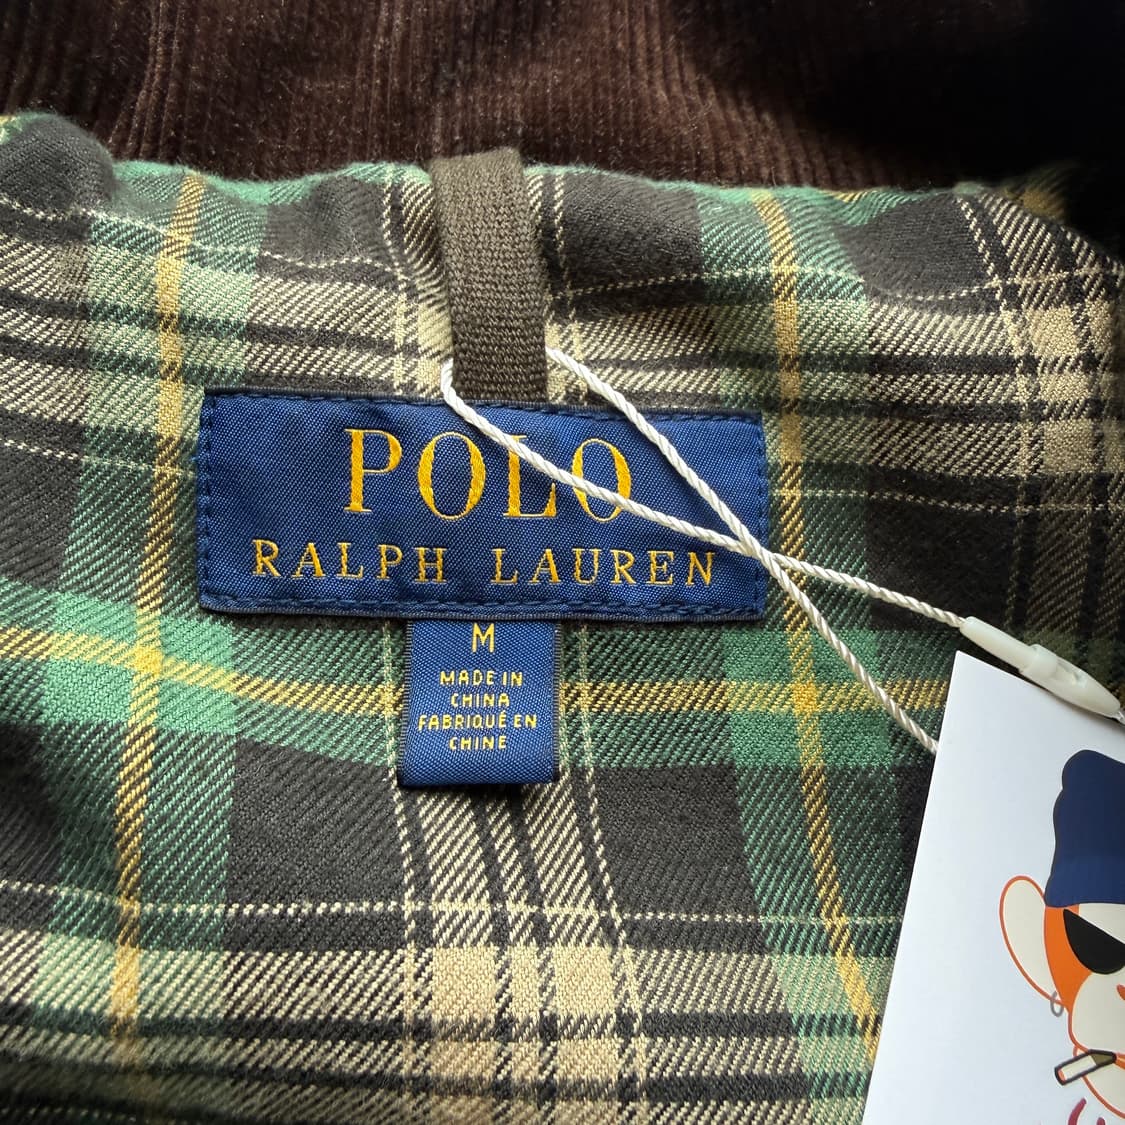 POLO
RALPH LAUREN
M
MADE IN
CHINA
FABRIQUÉ EN
CHINE